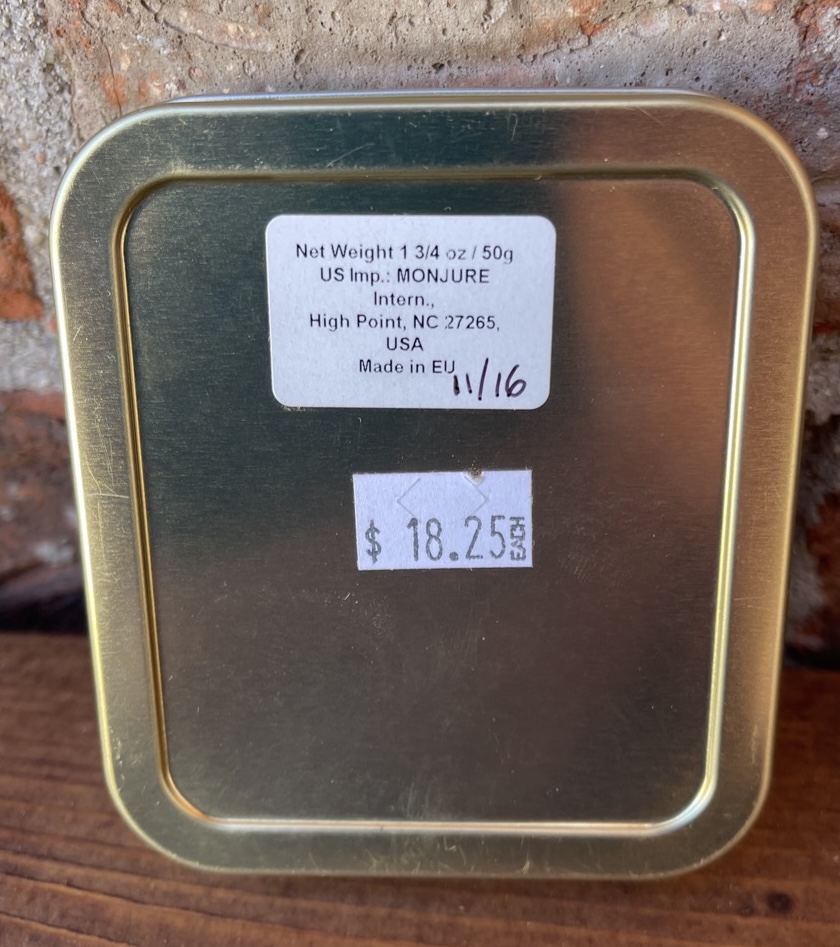 Net Weight 1 3/4 oz / 50g
US Imp.: MONJURE
Intern.,
High Point, NC 27265,
USA
Made in EU
11/16
$ 18.25 EACH